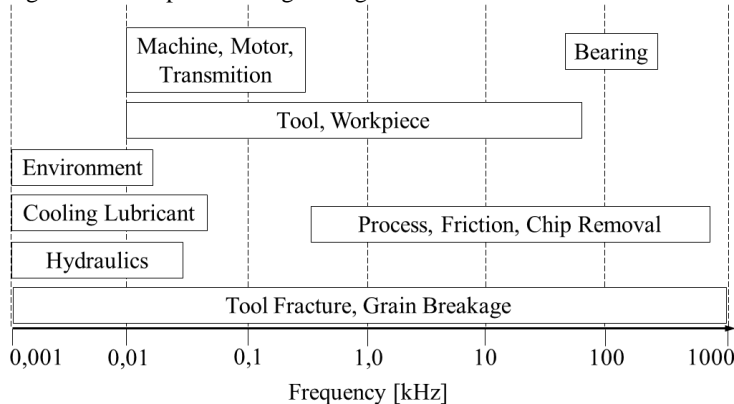 Machine, Motor,
Transmition
Bearing
Tool, Workpiece
Environment
Cooling Lubricant
Process, Friction, Chip Removal
Hydraulics
Tool Fracture, Grain Breakage
0,001 0,01 0,1 1,0 10 100 1000
Frequency [kHz]